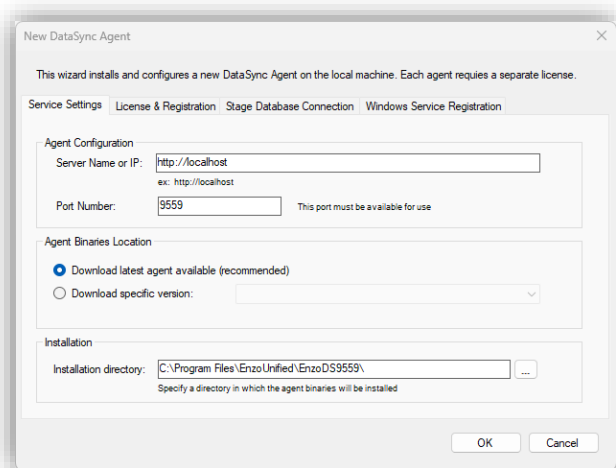 New DataSync Agent
This wizard installs and configures a new DataSync Agent on the local machine. Each agent requies a separate license.
Service Settings License & Registration Stage Database Connection Windows Service Registration
Agent Configuration
Server Name or IP: http://localhost
ex: http://localhost
Port Number: 9559 This port must be available for use
Agent Binaries Location
Download latest agent available (recommended)
Download specific version:
Installation
Installation directory: C:\Program Files\EnzoUnified\EnzoDS9559\ ...
Specify a directory in which the agent binaries will be installed
OK Cancel